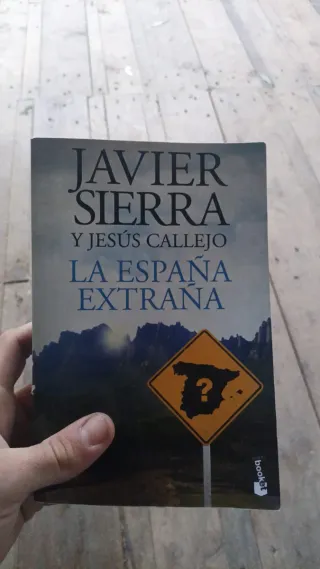 JAVIER
SIERRA
Y JESÚS CALLEJO
LA ESPAÑA
EXTRAÑA
?
booket